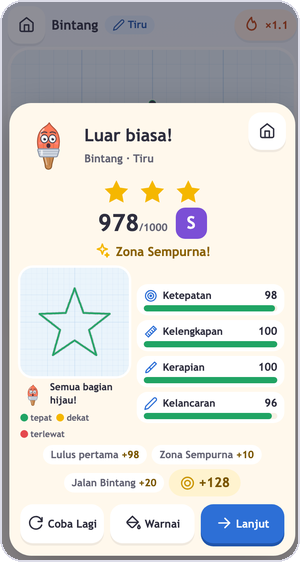 Bintang
Tiru
×1.1
Luar biasa!
Bintang · Tiru
978/1000 S
Zona Sempurna!
Ketepatan 98
Kelengkapan 100
Kerapian 100
Kelancaran 96
Semua bagian
hijau!
tepat dekat
terlewat
Lulus pertama +98 Zona Sempurna +10
Jalan Bintang +20 +128
Coba Lagi Warnai Lanjut